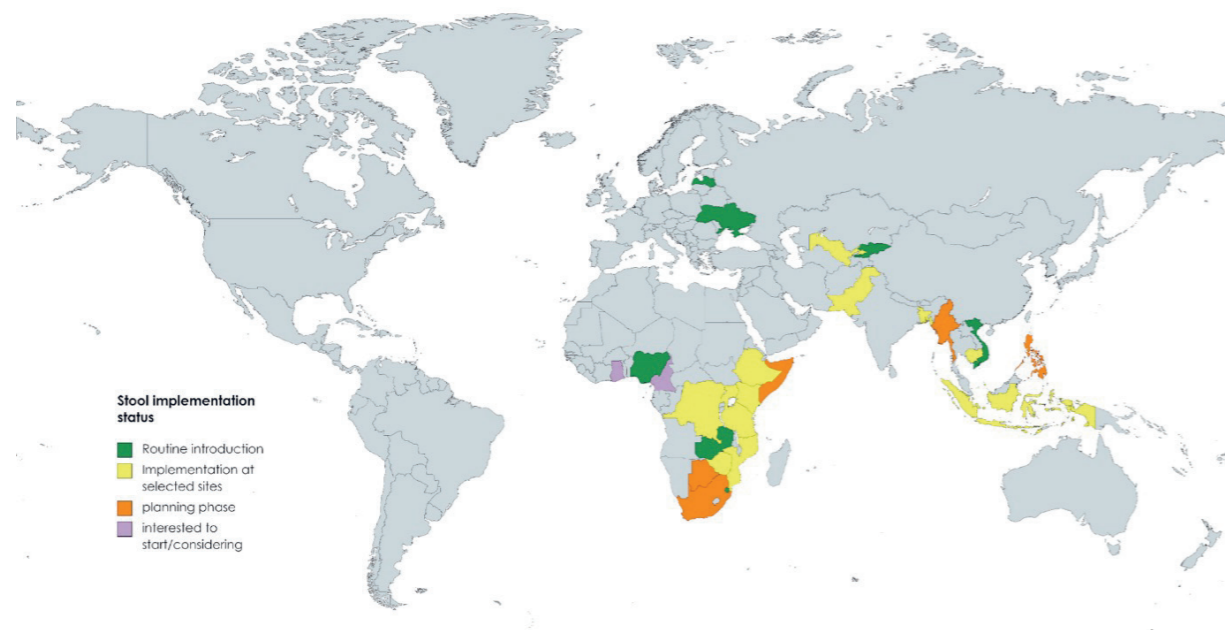 Stool implementation
status
Routine introduction
Implementation at
selected sites
planning phase
interested to
start/considering